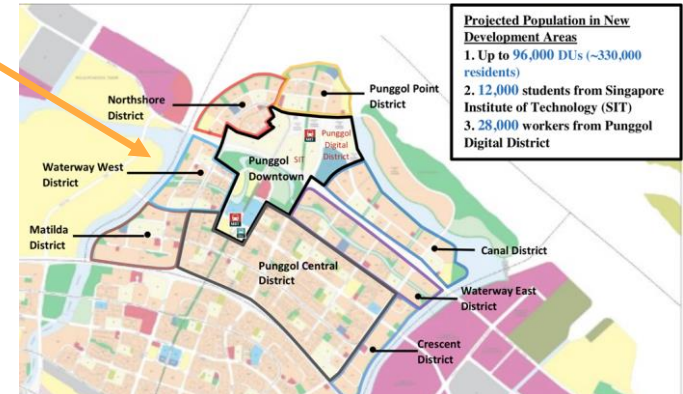 Projected Population in New
Development Areas
1. Up to 96,000 DUs (~330,000
residents)
2. 12,000 students from Singapore
Institute of Technology (SIT)
3. 28,000 workers from Punggol
Digital District
Northshore
District
Punggol Point
District
Waterway West
District
Punggol
Downtown
SIT
Punggol
Digital
District
Matilda
District
Punggol Central
District
Canal District
Waterway East
District
Crescent
District